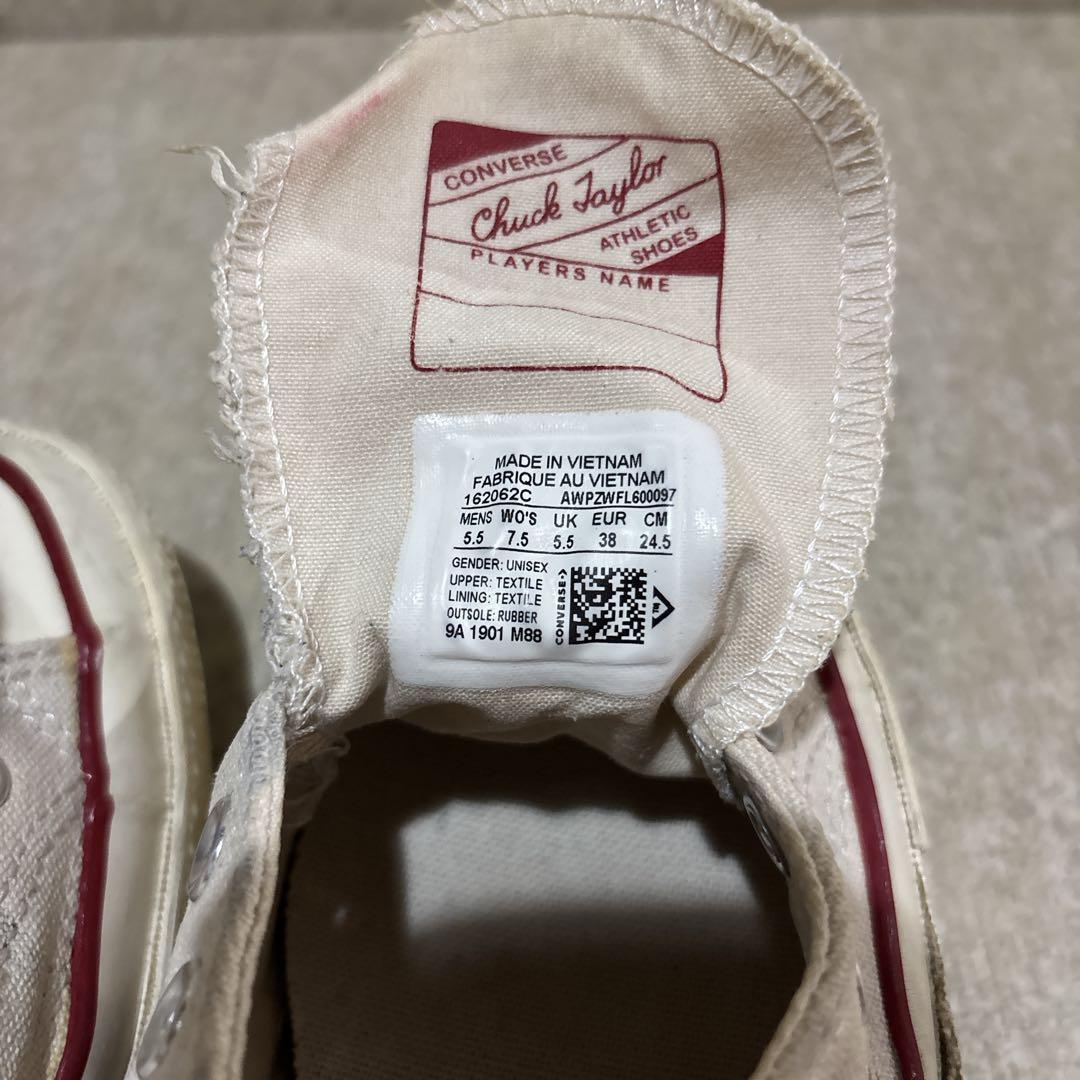 CONVERSE
Chuck Taylor
ATHLETIC
SHOES
PLAYERS NAME
MADE IN VIETNAM
FABRIQUE AU VIETNAM
162062C AWPZWFL600097
MENS WO'S UK EUR CM
5.5 7.5 5.5 38 24.5
GENDER: UNISEX
UPPER: TEXTILE
LINING: TEXTILE
OUTSOLE: RUBBER
9A 1901 M88
CONVERSE>
TM